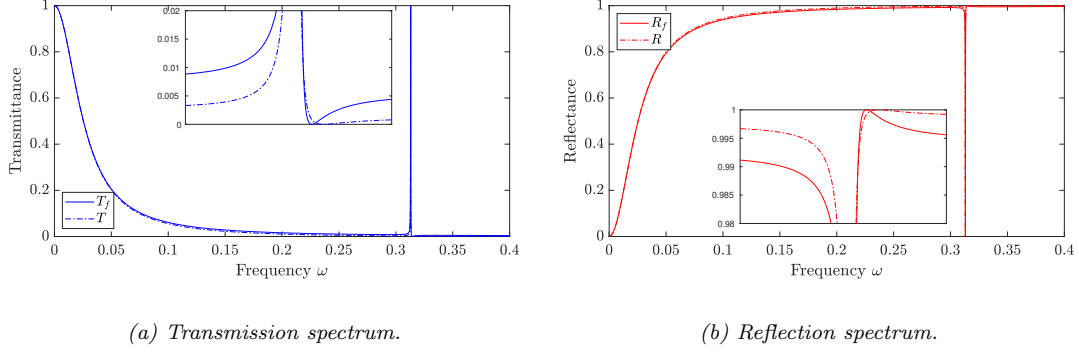 Transmittance
1
0.8
0.6
0.4
0.2
0
0.02
0.015
0.01
0.005
0
T_f
T
0 0.05 0.1 0.15 0.2 0.25 0.3 0.35 0.4
Frequency ω
(a) Transmission spectrum.
Reflectance
1
0.8
0.6
0.4
0.2
0
R_f
R
1
0.995
0.99
0.985
0.98
0 0.05 0.1 0.15 0.2 0.25 0.3 0.35 0.4
Frequency ω
(b) Reflection spectrum.